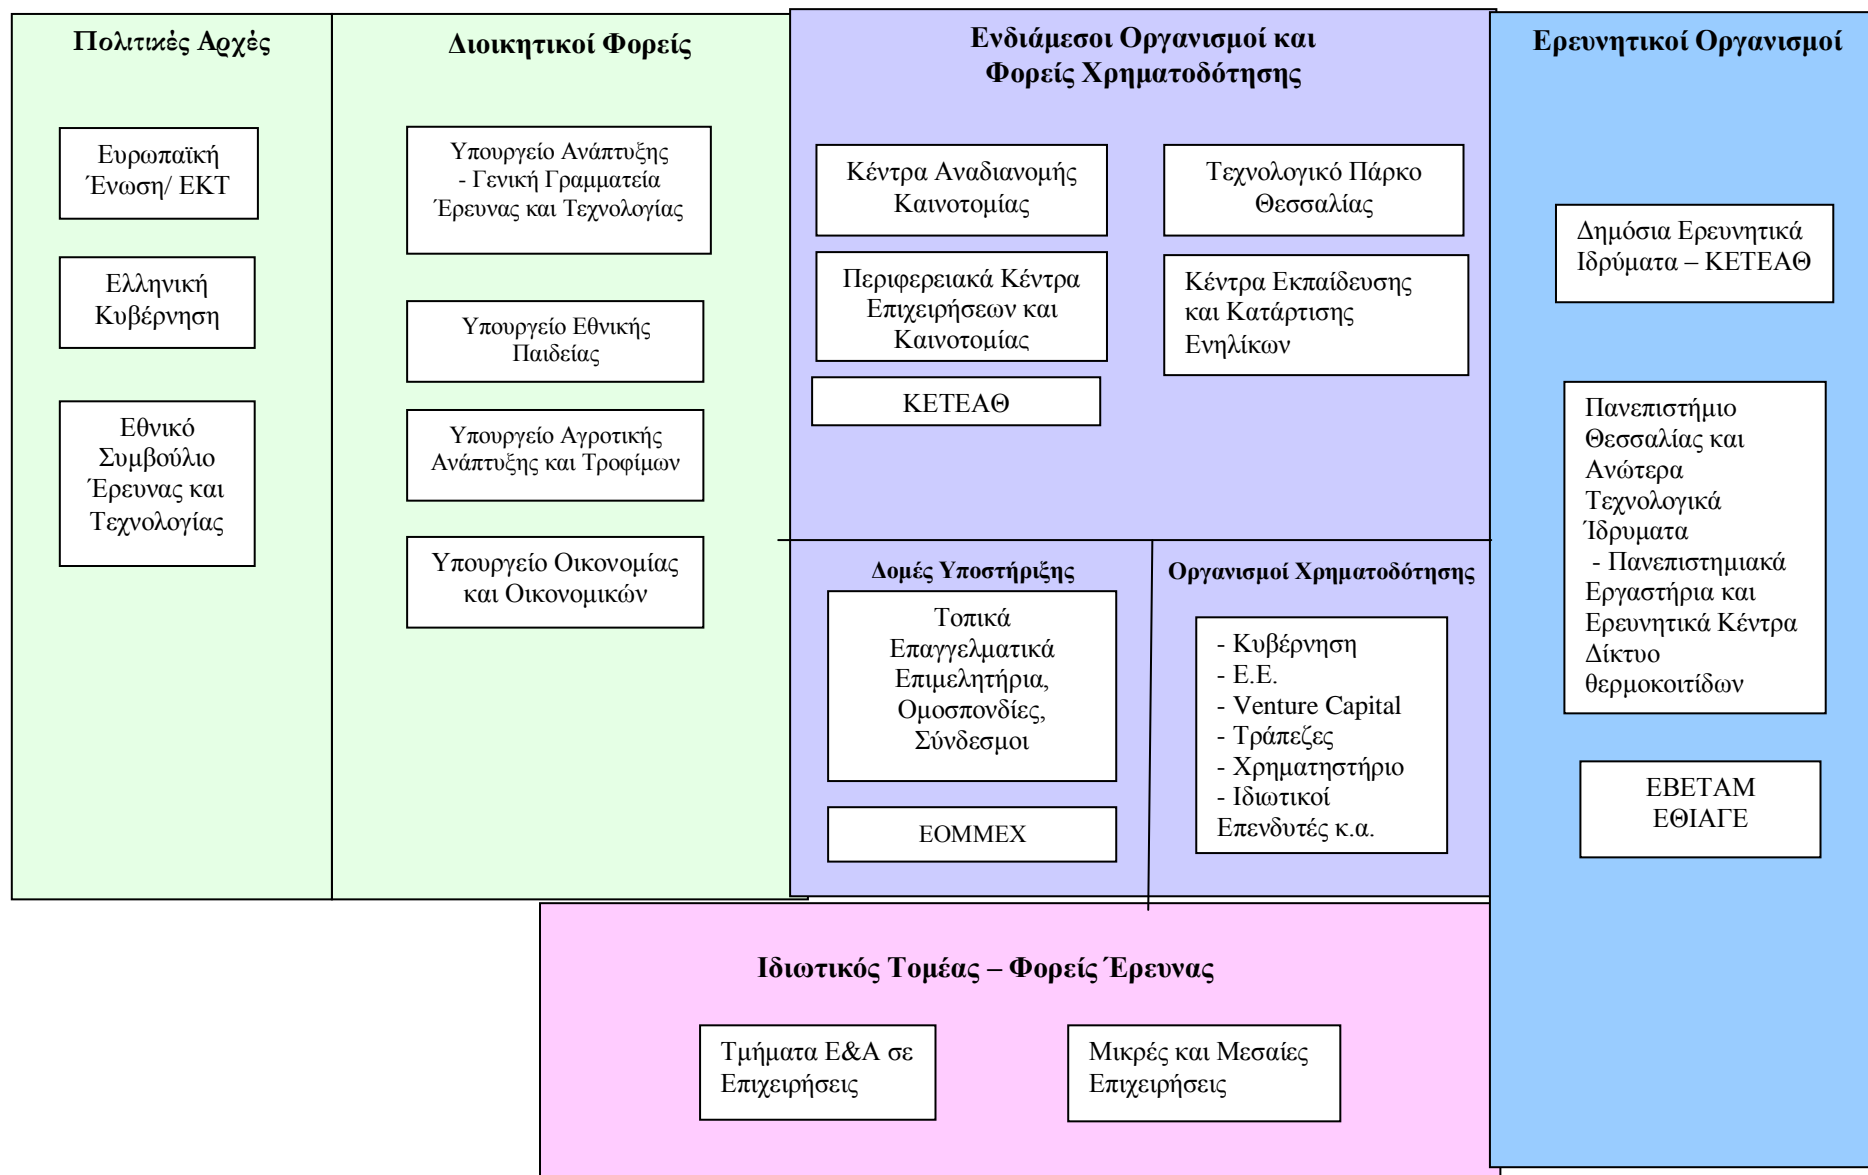 Πολιτικές Αρχές
Ευρωπαϊκή
Ένωση/ ΕΚΤ
Ελληνική
Κυβέρνηση
Εθνικό
Συμβούλιο
Έρευνας και
Τεχνολογίας
Διοικητικοί Φορείς
Υπουργείο Ανάπτυξης
- Γενική Γραμματεία
Έρευνας και Τεχνολογίας
Υπουργείο Εθνικής
Παιδείας
Υπουργείο Αγροτικής
Ανάπτυξης και Τροφίμων
Υπουργείο Οικονομίας
και Οικονομικών
Ενδιάμεσοι Οργανισμοί και
Φορείς Χρηματοδότησης
Κέντρα Αναδιανομής
Καινοτομίας
Περιφερειακά Κέντρα
Επιχειρήσεων και
Καινοτομίας
ΚΕΤΕΑΘ
Τεχνολογικό Πάρκο
Θεσσαλίας
Κέντρα Εκπαίδευσης
και Κατάρτισης
Ενηλίκων
Δομές Υποστήριξης
Τοπικά
Επαγγελματικά
Επιμελητήρια,
Ομοσπονδίες,
Σύνδεσμοι
ΕΟΜΜΕΧ
Οργανισμοί Χρηματοδότησης
- Κυβέρνηση
- Ε.Ε.
- Venture Capital
- Τράπεζες
- Χρηματηστήριο
- Ιδιωτικοί
Επενδυτές κ.α.
Ερευνητικοί Οργανισμοί
Δημόσια Ερευνητικά
Ιδρύματα – ΚΕΤΕΑΘ
Πανεπιστήμιο
Θεσσαλίας και
Ανώτερα
Τεχνολογικά
Ίδρυματα
- Πανεπιστημιακά
Εργαστήρια και
Ερευνητικά Κέντρα
Δίκτυο
θερμοκοιτίδων
ΕΒΕΤΑΜ
ΕΘΙΑΓΕ
Ιδιωτικός Τομέας – Φορείς Έρευνας
Τμήματα Ε&Α σε
Επιχειρήσεις
Μικρές και Μεσαίες
Επιχειρήσεις